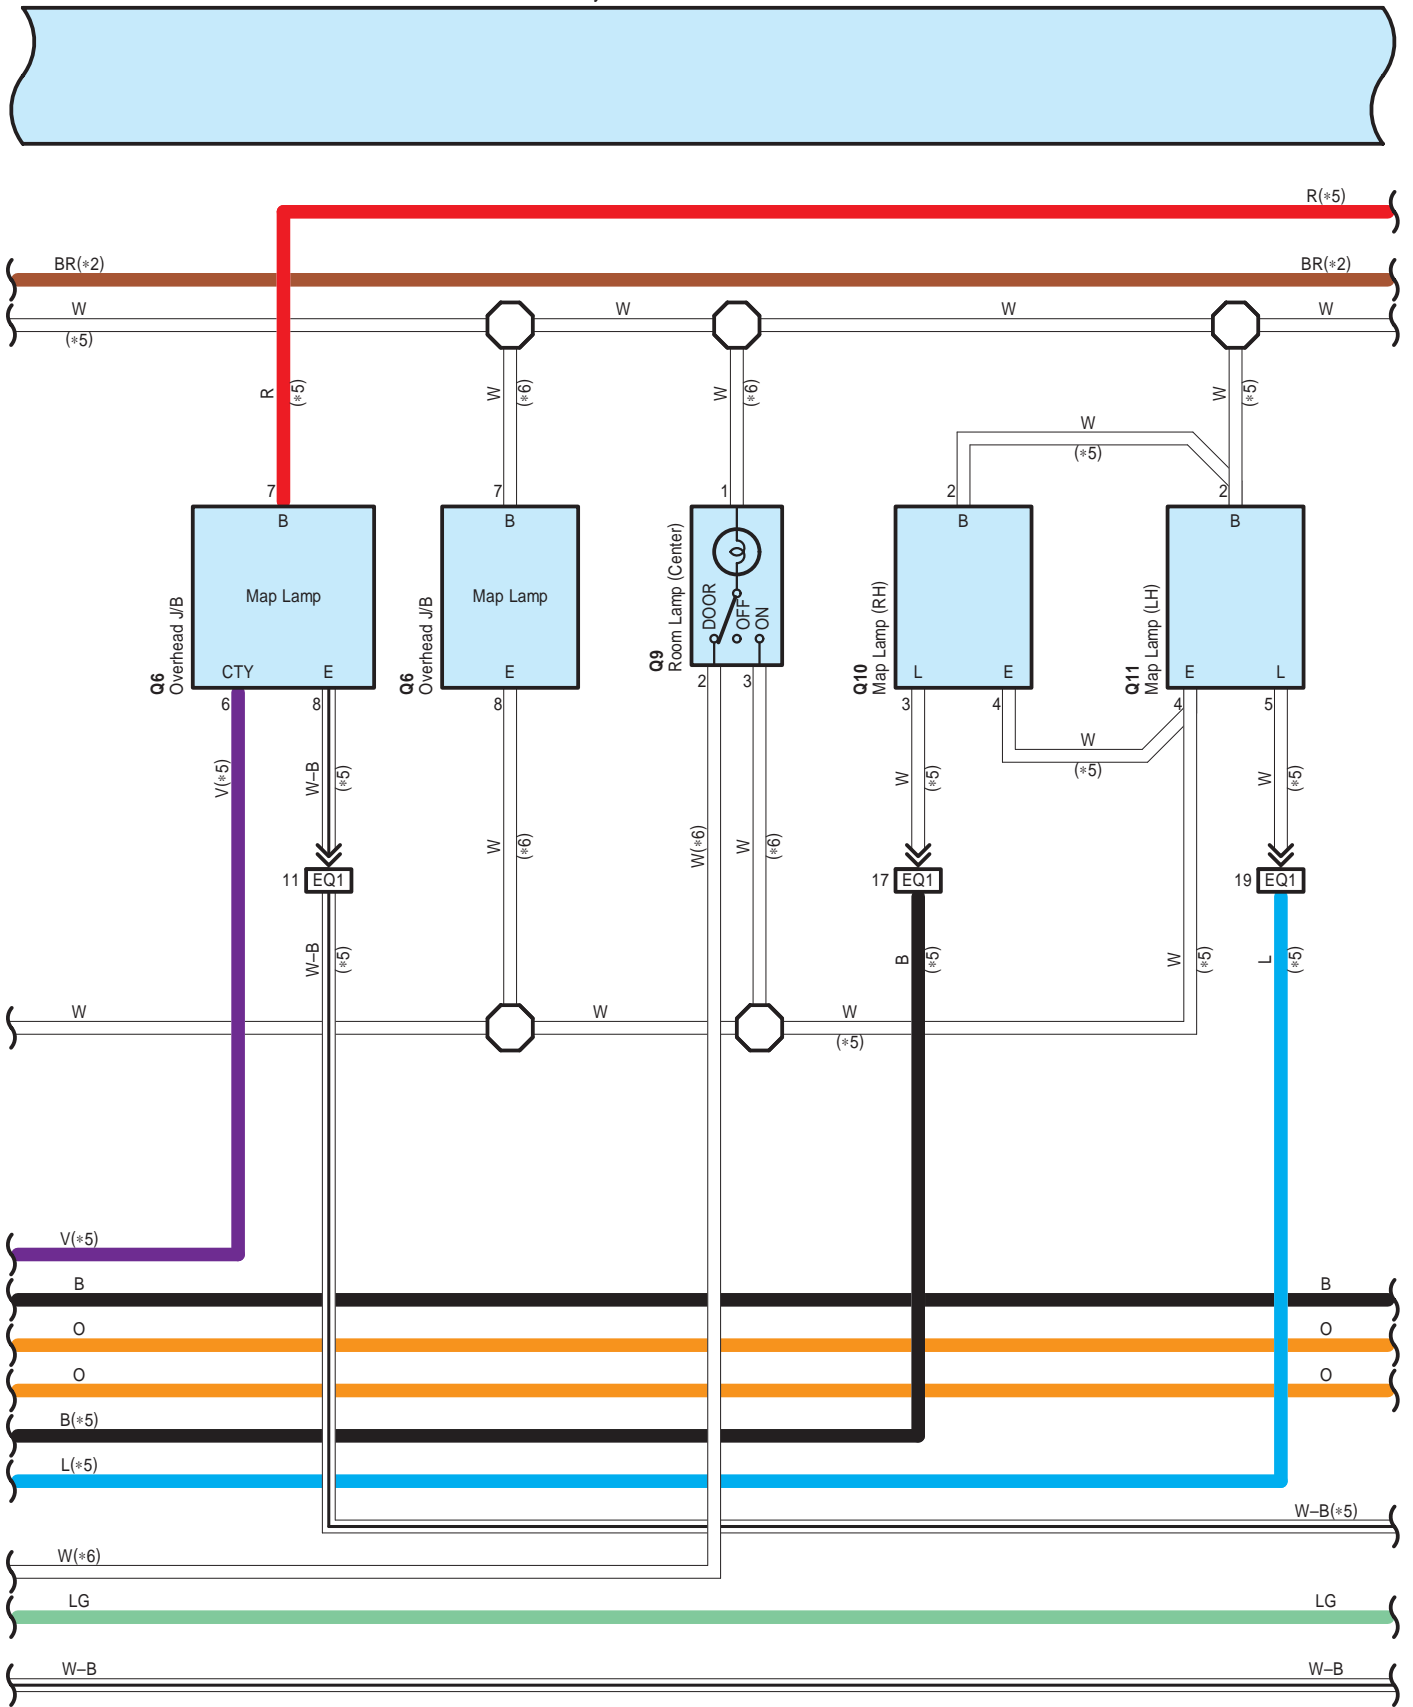 R(*5)
BR(*2)
BR(*2)
W
W
W
W
(*5)
R
(*5)
W
(*6)
W
(*6)
W
(*5)
W
(*5)
7
7
1
2
2
B
B
B
B
Map Lamp
Map Lamp
DOOR
OFF
ON
CTY
E
E
L
E
E
L
Q6
Overhead J/B
Q6
Overhead J/B
Q9
Room Lamp (Center)
Q10
Map Lamp (RH)
Q11
Map Lamp (LH)
6
8
8
2
3
3
4
4
5
V(*5)
W–B
(*5)
W
(*5)
W
(*5)
W
(*5)
W
(*6)
W(*6)
W
(*6)
11
EQ1
17
EQ1
19
EQ1
W–B
(*5)
B
(*5)
W
(*5)
L
(*5)
W
W
W
(*5)
V(*5)
B
B
O
O
O
O
B(*5)
L(*5)
W–B(*5)
W(*6)
LG
LG
W–B
W–B